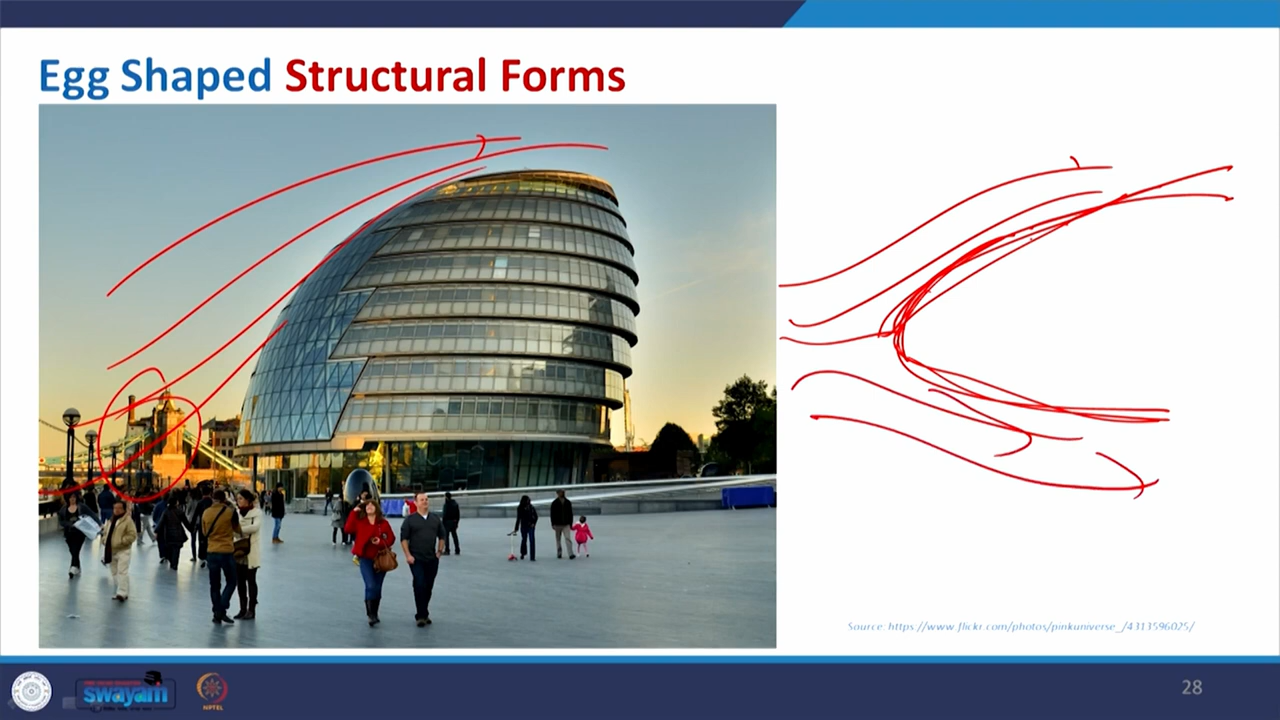 Egg Shaped Structural Forms
Source: https://www.flickr.com/photos/pinkuniverse_/4313596025/
swayam
NPTEL
28